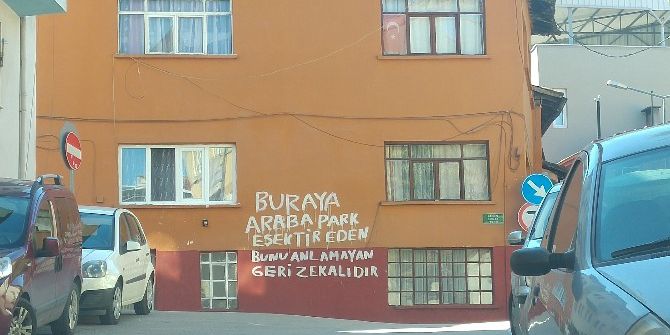 BURAYA
ARABA PARK
EŞEKTİR EDEN
BUNU ANLAMAYAN
GERİ ZEKALIDIR